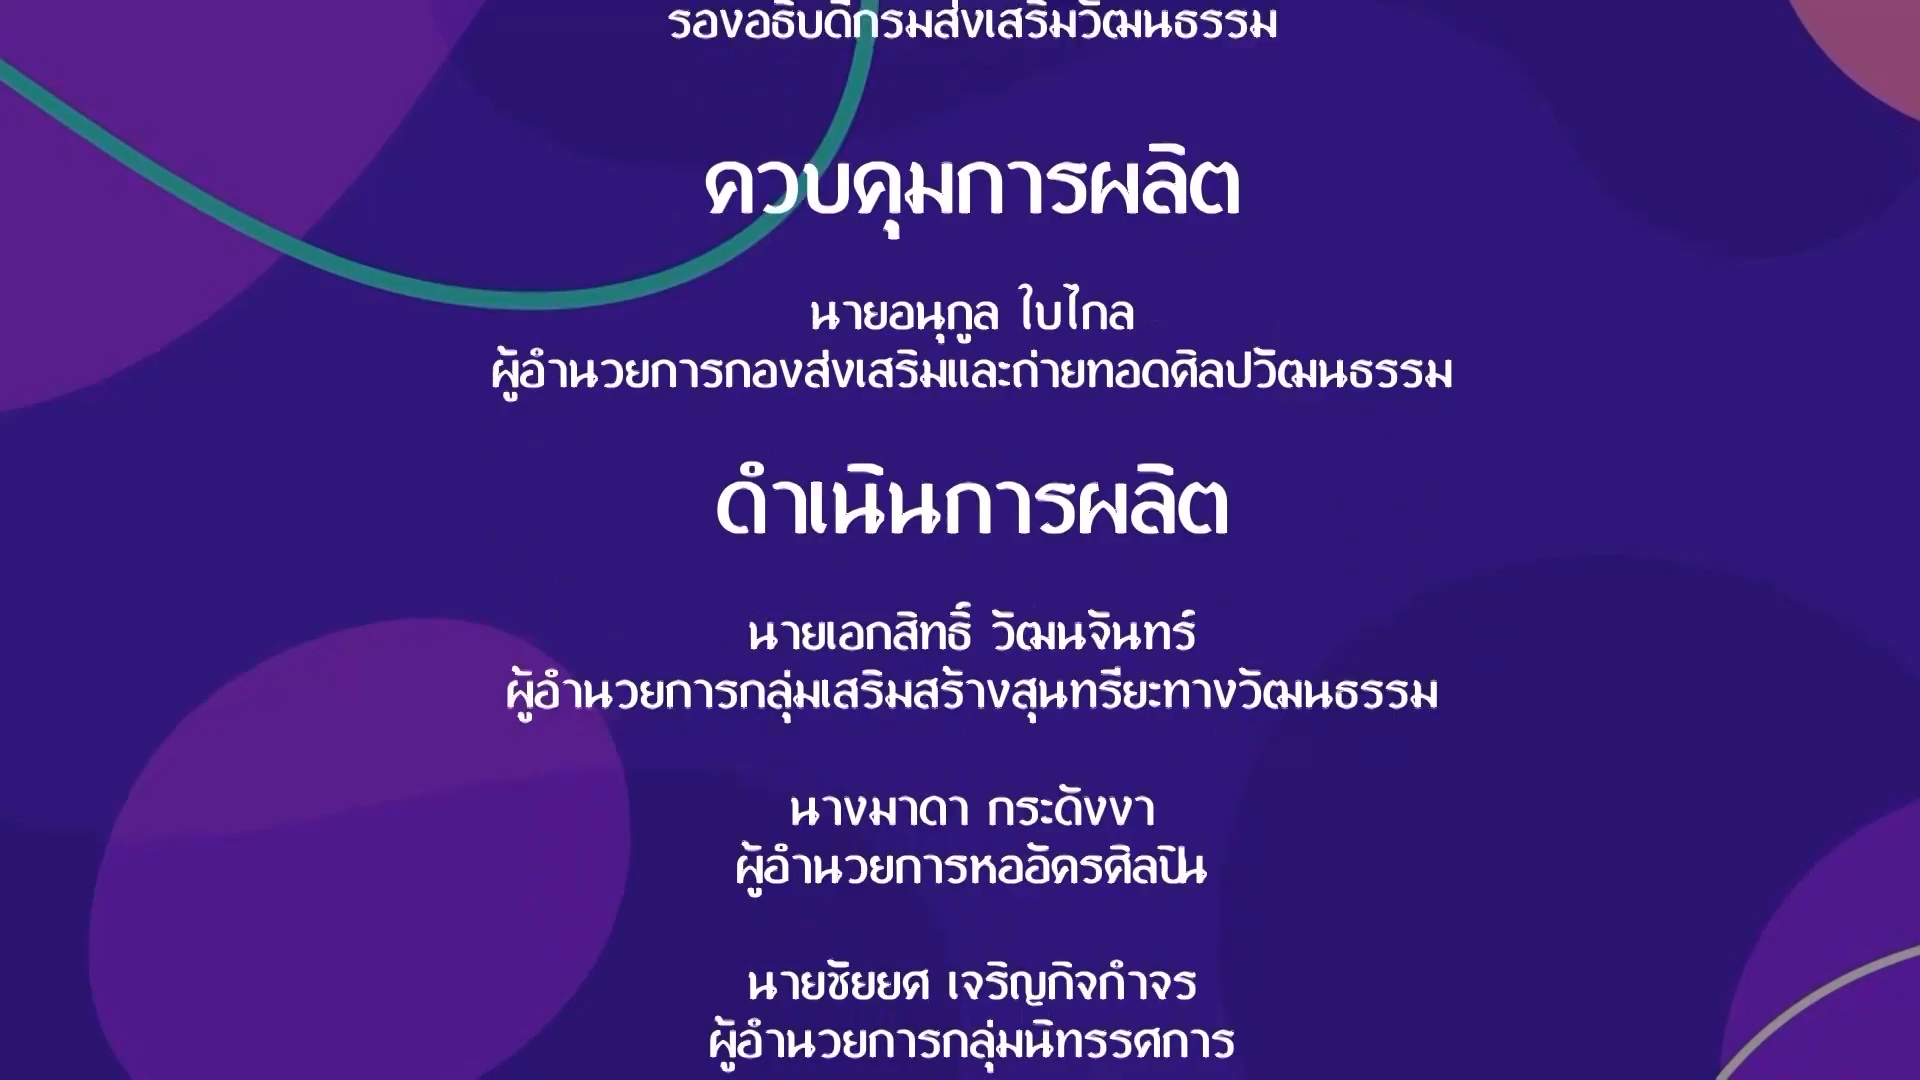 รองอธิบดีกรมส่งเสริมวัฒนธรรม
ควบคุมการผลิต
นายอนุกูล ใบไกล
ผู้อำนวยการกองส่งเสริมและถ่ายทอดศิลปวัฒนธรรม
ดำเนินการผลิต
นายเอกสิทธิ์ วัฒนจันทร์
ผู้อำนวยการกลุ่มเสริมสร้างสุนทรียะทางวัฒนธรรม
นางมาดา กระดังงา
ผู้อำนวยการหออัครศิลปิน
นายชัยยศ เจริญกิจกำจร
ผู้อำนวยการกลุ่มนิทรรศการ